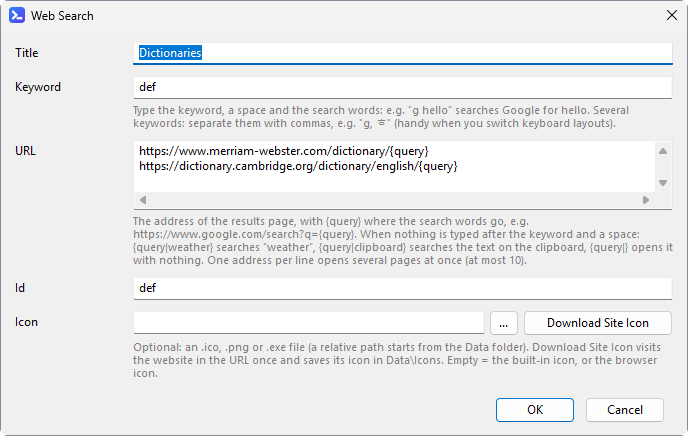 Web Search
Title
Dictionaries
Keyword
def
Type the keyword, a space and the search words: e.g. "g hello" searches Google for hello. Several
keywords: separate them with commas, e.g. "g, ㅎ" (handy when you switch keyboard layouts).
URL
https://www.merriam-webster.com/dictionary/{query}
https://dictionary.cambridge.org/dictionary/english/{query}
The address of the results page, with {query} where the search words go, e.g.
https://www.google.com/search?q={query}. When nothing is typed after the keyword and a space:
{query|weather} searches "weather", {query|clipboard} searches the text on the clipboard, {query|} opens it
with nothing. One address per line opens several pages at once (at most 10).
Id
def
Icon
...
Download Site Icon
Optional: an .ico, .png or .exe file (a relative path starts from the Data folder). Download Site Icon visits
the website in the URL once and saves its icon in Data\Icons. Empty = the built-in icon, or the browser
icon.
OK
Cancel